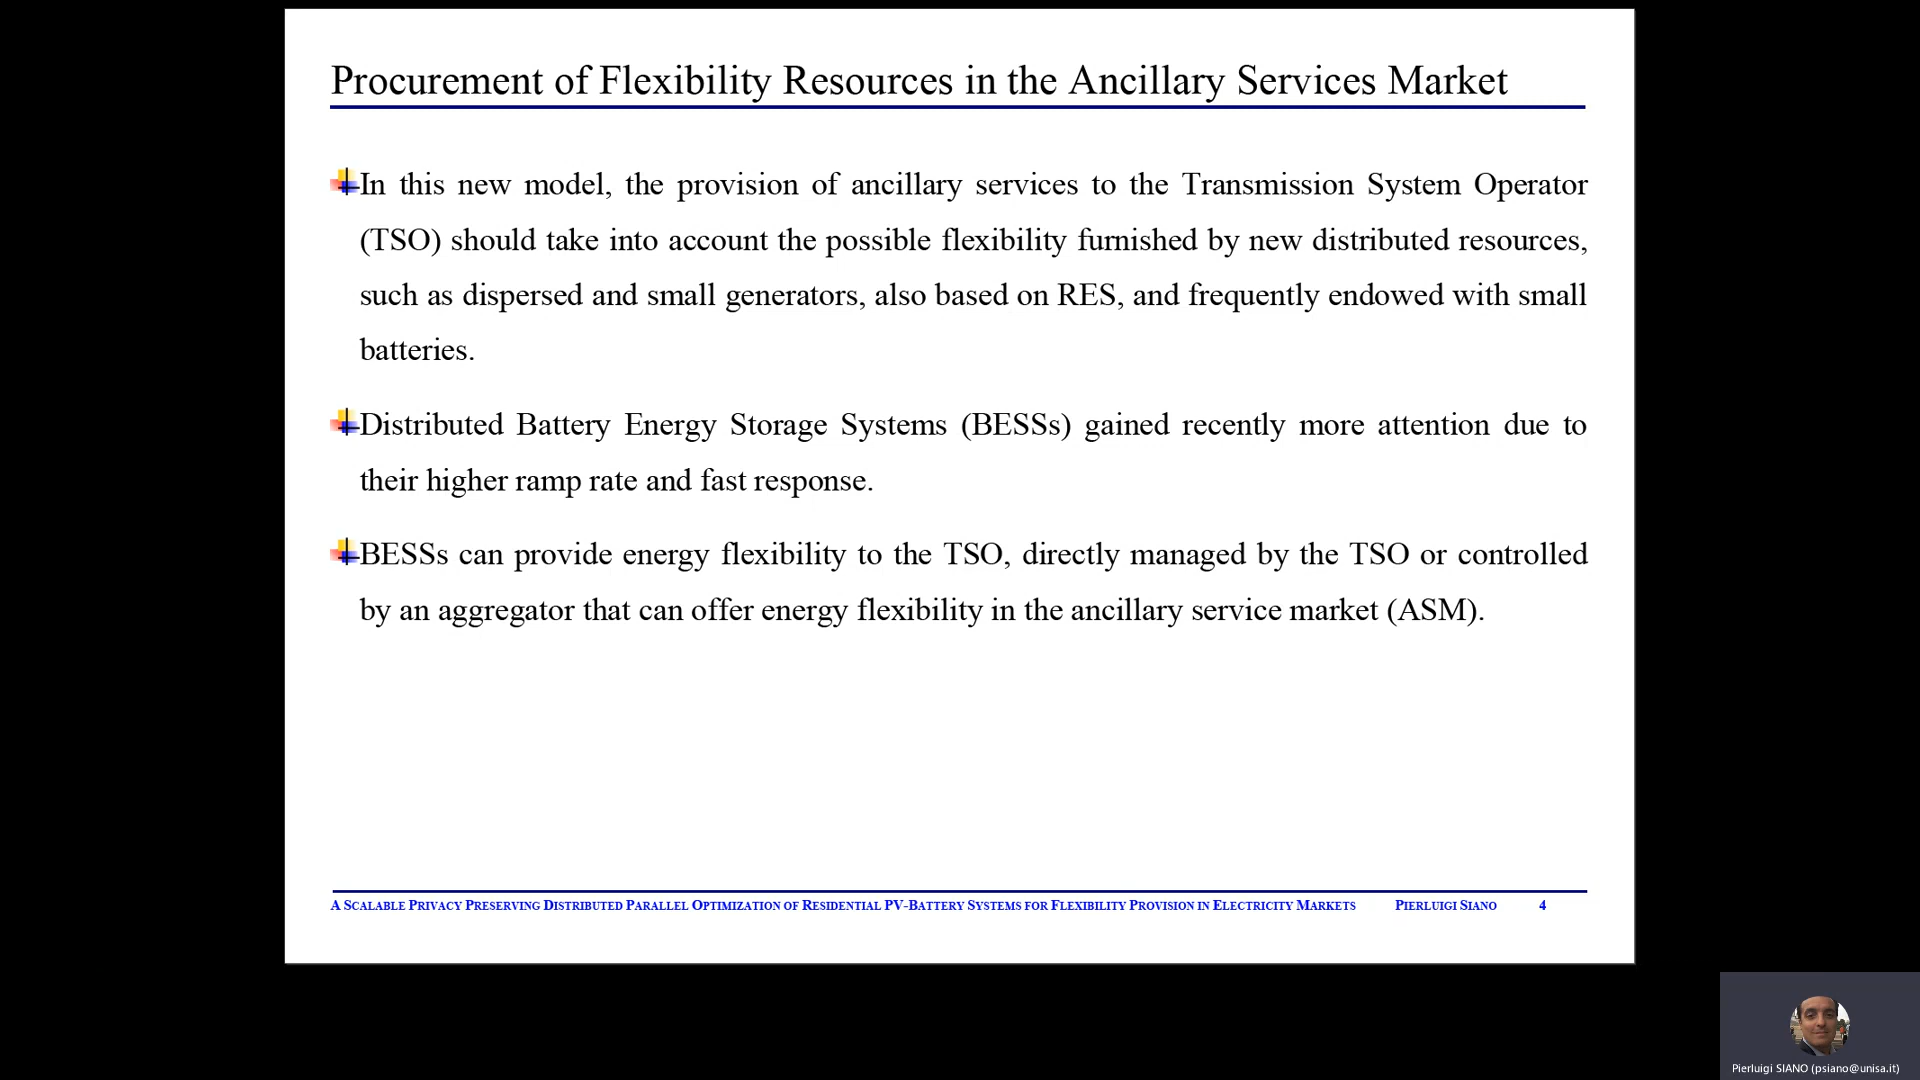 Procurement of Flexibility Resources in the Ancillary Services Market
In this new model, the provision of ancillary services to the Transmission System Operator
(TSO) should take into account the possible flexibility furnished by new distributed resources,
such as dispersed and small generators, also based on RES, and frequently endowed with small
batteries.
Distributed Battery Energy Storage Systems (BESSs) gained recently more attention due to
their higher ramp rate and fast response.
BESSs can provide energy flexibility to the TSO, directly managed by the TSO or controlled
by an aggregator that can offer energy flexibility in the ancillary service market (ASM).
A Scalable Privacy Preserving Distributed Parallel Optimization of Residential PV-Battery Systems for Flexibility Provision in Electricity Markets Pierluigi Siano 4
Pierluigi SIANO (psiano@unisa.it)